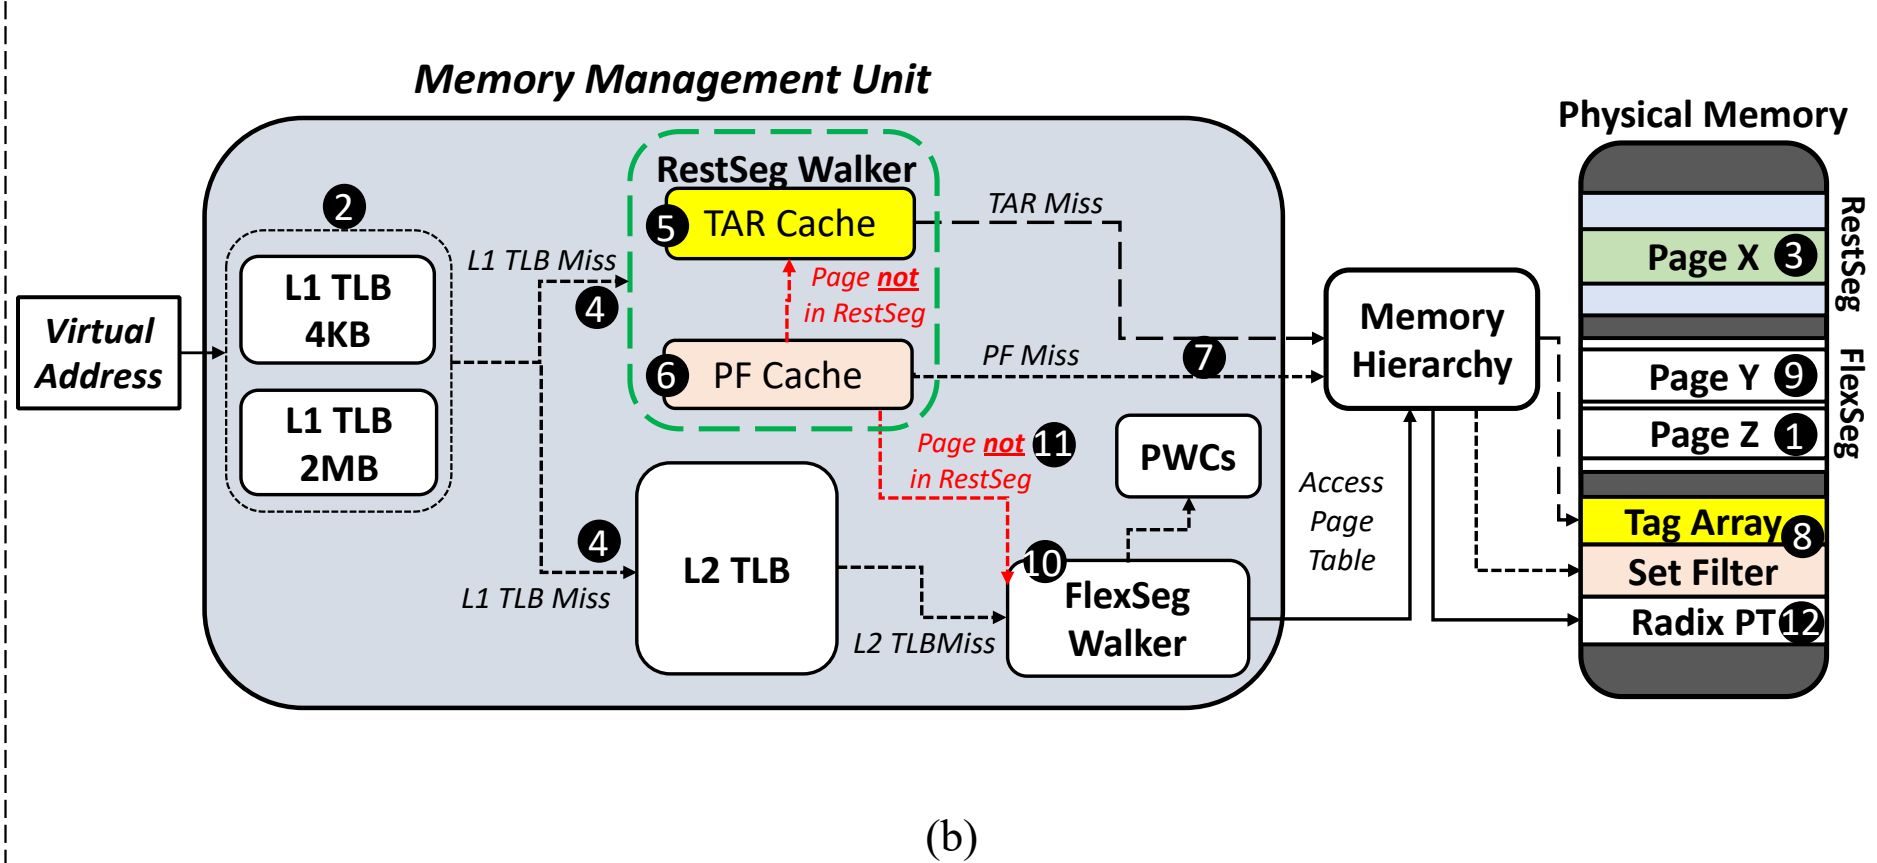 Memory Management Unit
Physical Memory
RestSeg Walker
2
5
TAR Cache
TAR Miss
L1 TLB Miss
4
Page not
in RestSeg
L1 TLB
4KB
Virtual
Address
6
PF Cache
PF Miss
7
Memory
Hierarchy
L1 TLB
2MB
Page not
in RestSeg
11
PWCs
Access
Page
Table
4
L1 TLB Miss
L2 TLB
L2 TLBMiss
10
FlexSeg
Walker
Page X 3
RestSeg
Page Y 9
Page Z 1
FlexSeg
Tag Array
8
Set Filter
Radix PT 12
(b)